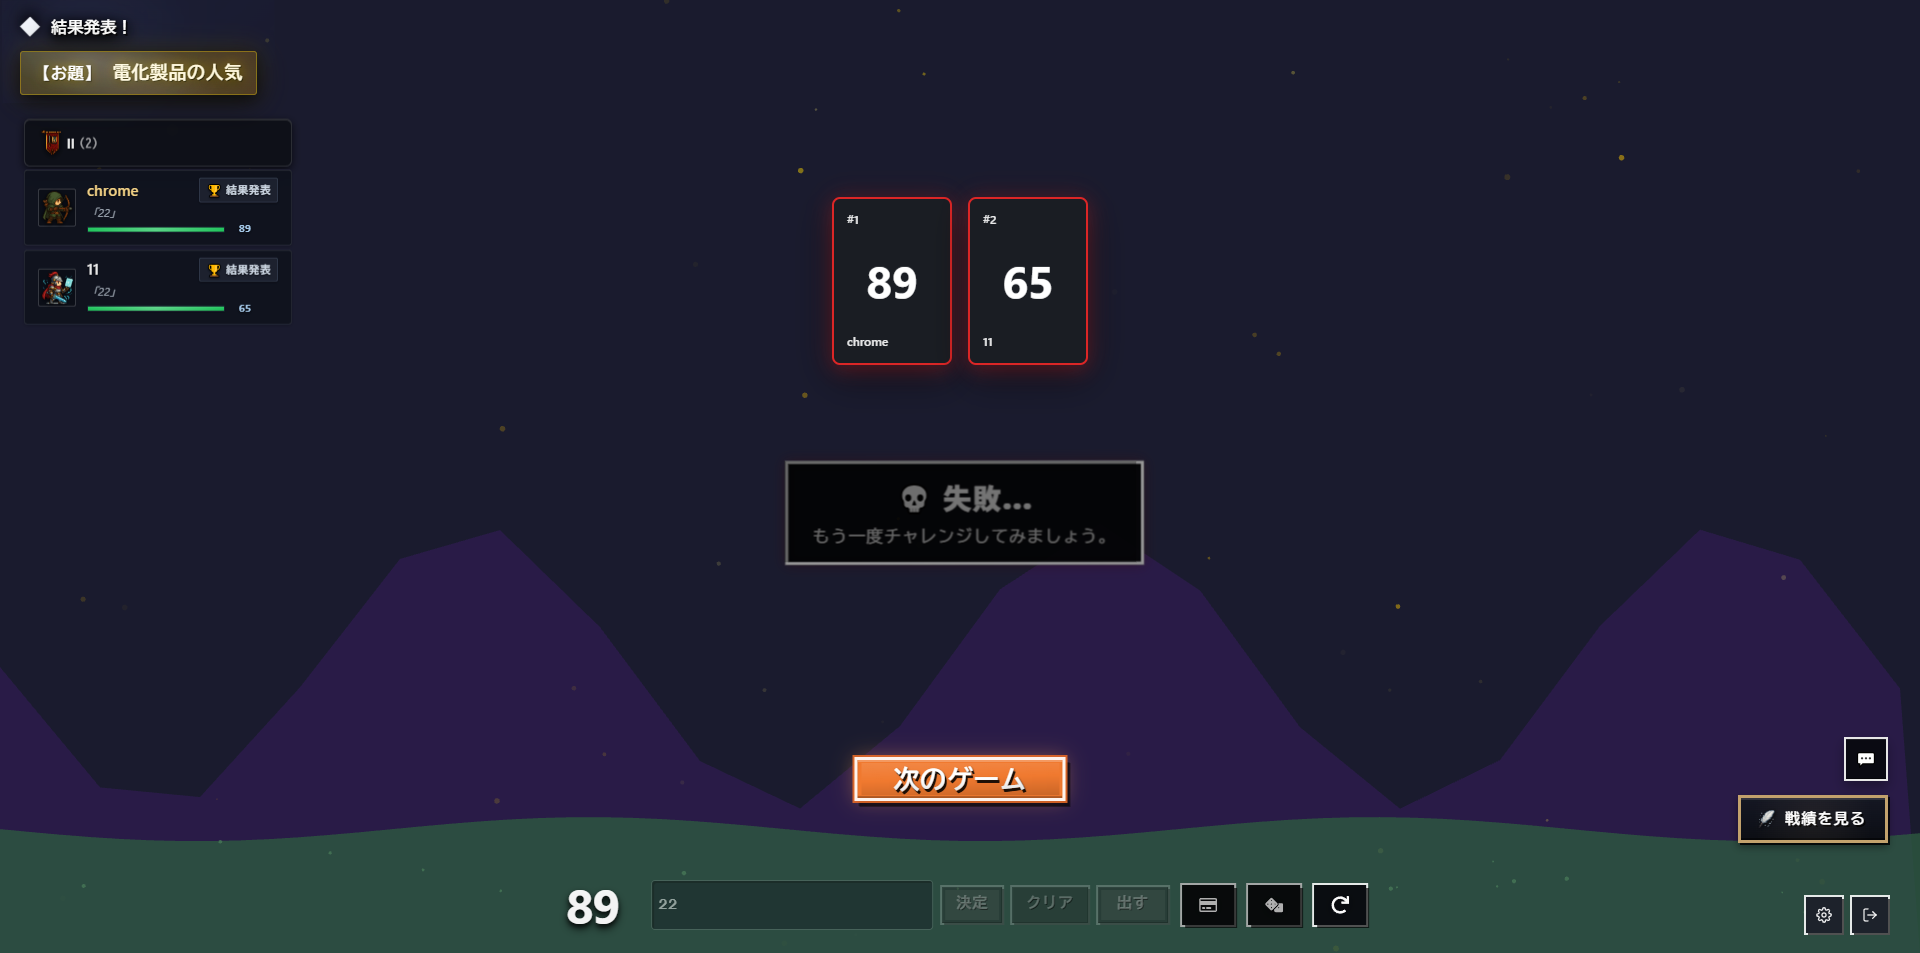 結果発表！
【お題】 電化製品の人気
II (2)
chrome
結果発表
「22」
89
11
結果発表
「22」
65
#1
89
chrome
#2
65
11
失敗...
もう一度チャレンジしてみましょう。
次のゲーム
戦績を見る
89
22
決定
クリア
出す